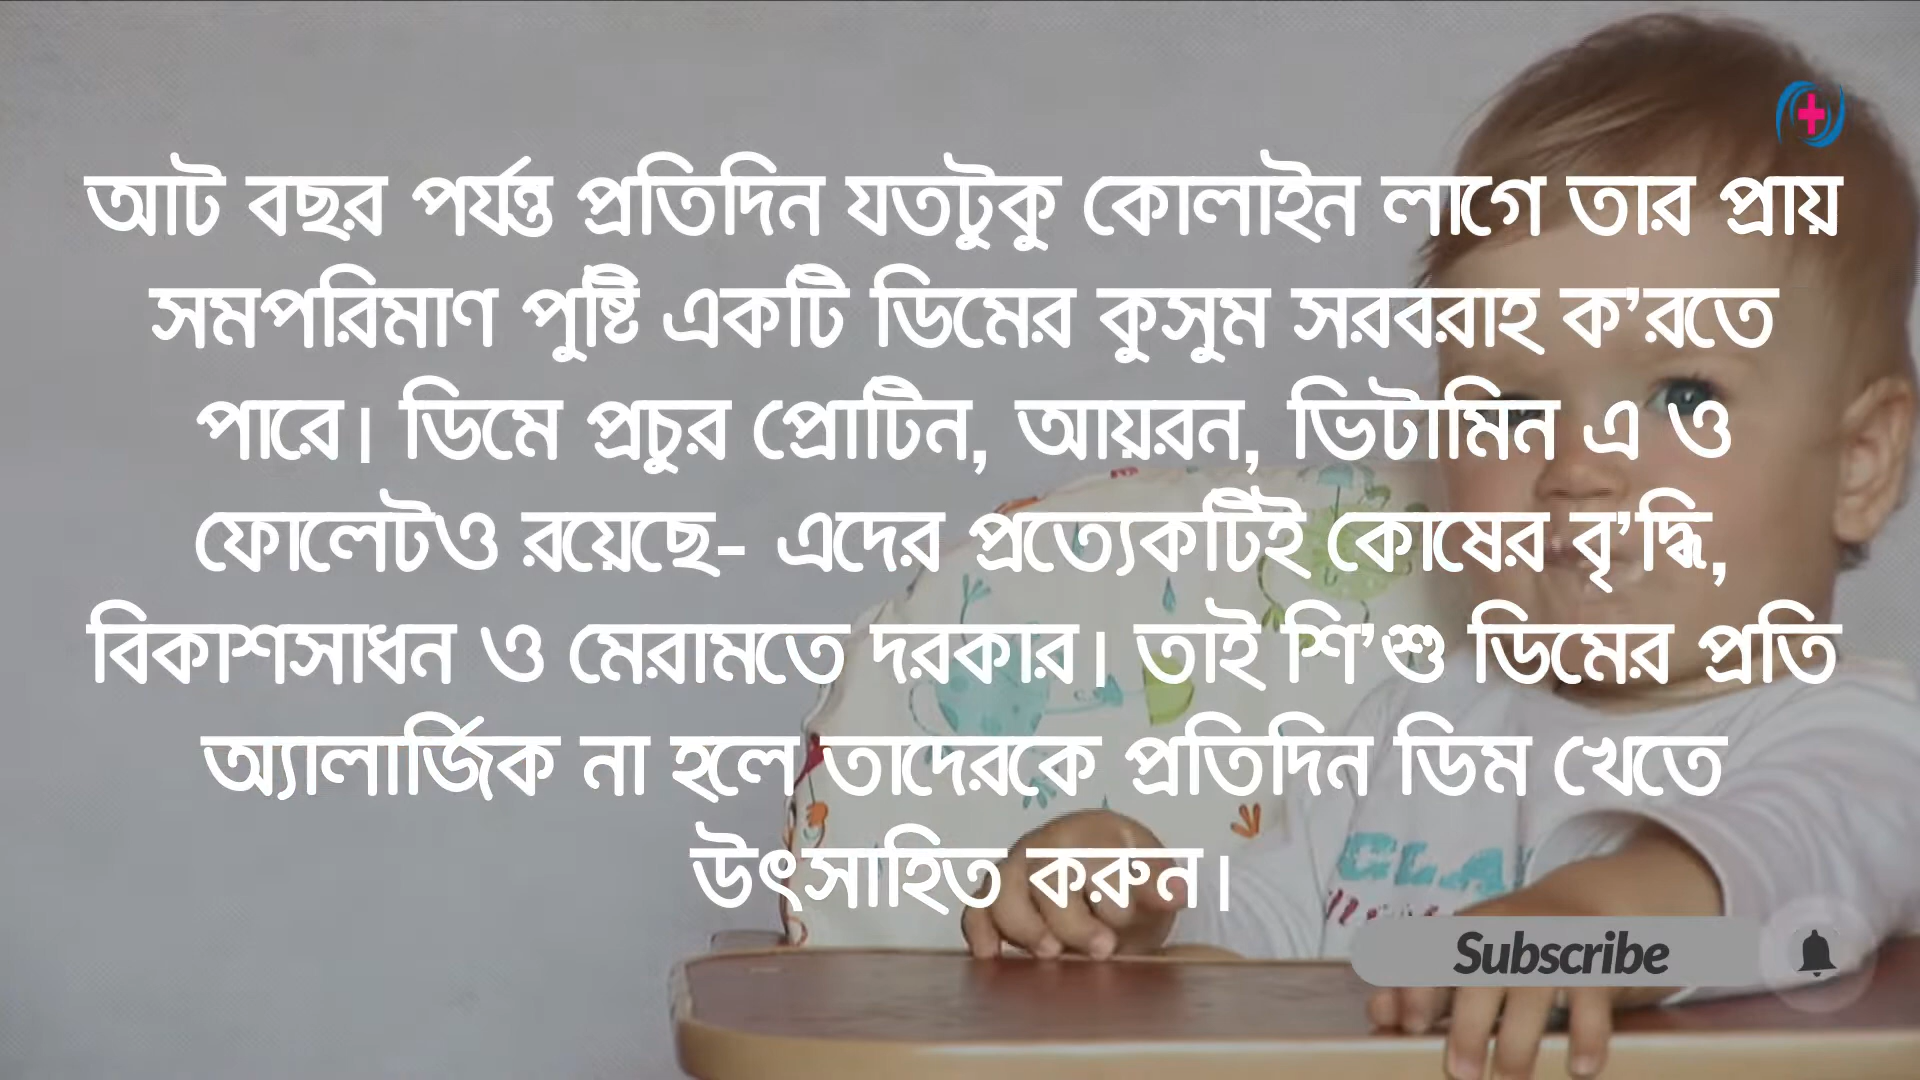 আট বছর পর্যন্ত প্রতিদিন যতটুকু কোলাইন লাগে তার প্রায়
সমপরিমাণ পুষ্টি একটি ডিমের কুসুম সরবরাহ ক’রতে
পারে। ডিমে প্রচুর প্রোটিন, আয়রন, ভিটামিন এ ও
ফোলেটও রয়েছে- এদের প্রত্যেকটিই কোষের বৃ’দ্ধি,
বিকাশসাধন ও মেরামতে দরকার। তাই শি’শু ডিমের প্রতি
অ্যালার্জিক না হলে তাদেরকে প্রতিদিন ডিম খেতে
উৎসাহিত করুন।
Subscribe